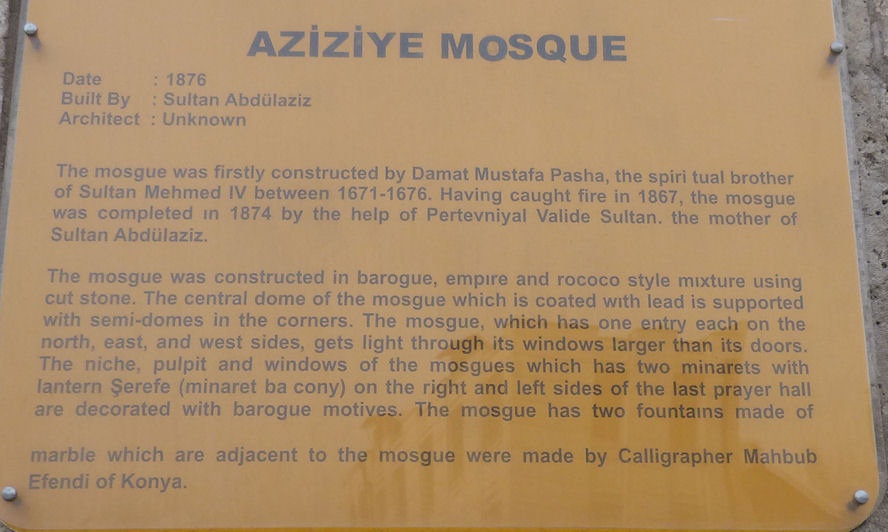 AZİZİYE MOSQUE
Date : 1876
Built By : Sultan Abdülaziz
Architect : Unknown
The mosgue was firstly constructed by Damat Mustafa Pasha, the spiri tual brother
of Sultan Mehmed IV between 1671-1676. Having caught fire in 1867, the mosgue
was completed ın 1874 by the help of Pertevniyal Valide Sultan. the mother of
Sultan Abdülaziz.
The mosgue was constructed in barogue, empıre and rococo style mıxture using
cut stone. The central dome of the mosgue which is coated wıth lead is supported
with semi-domes in the corners. The mosgue, which has one entry each on the
north, east, and west sides, gets light through its windows larger than its doors.
The niche, pulpit and windows of the mosgues which has two minarets with
lantern Şerefe (minaret ba cony) on the right and left sides of the last prayer hall
are decorated with barogue motives. The mosgue has two fountaıns made of
marble which are adjacent to the mosgue were made by Calligrapher Mahbub
Efendi of Konya.